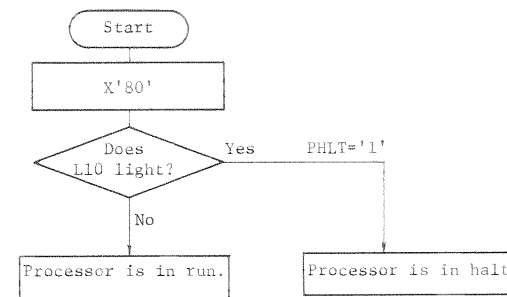 Start
X'80'
Does
L10 light?
Yes
PHLT='1'
No
Processor is in run.
Processor is in halt